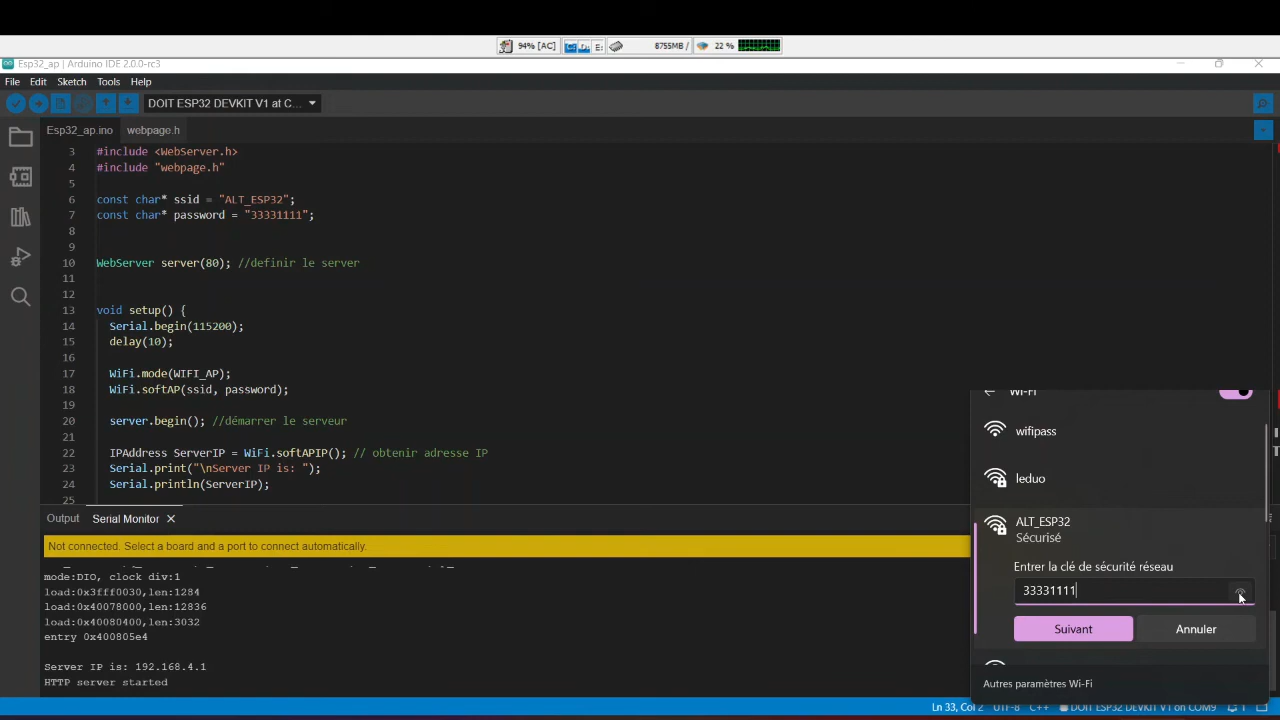 94% [AC]
E:
8755MB /
22 %
Esp32_ap | Arduino IDE 2.0.0-rc3
File Edit Sketch Tools Help
DOIT ESP32 DEVKIT V1 at C...
Esp32_ap.ino webpage.h
3 #include <WebServer.h>
4 #include "webpage.h"
5
6 const char* ssid = "ALT_ESP32";
7 const char* password = "33331111";
8
9
10 WebServer server(80); //definir le server
11
12
13 void setup() {
14 Serial.begin(115200);
15 delay(10);
16
17 WiFi.mode(WIFI_AP);
18 WiFi.softAP(ssid, password);
19
20 server.begin(); //démarrer le serveur
21
22 IPAddress ServerIP = WiFi.softAPIP(); // obtenir adresse IP
23 Serial.print("\nServer IP is: ");
24 Serial.println(ServerIP);
25
Output Serial Monitor
Not connected. Select a board and a port to connect automatically.
mode:DIO, clock div:1
load:0x3fff0030,len:1284
load:0x40078000,len:12836
load:0x40080400,len:3032
entry 0x400805e4
Server IP is: 192.168.4.1
HTTP server started
Wi-Fi
wifipass
leduo
ALT_ESP32
Sécurisé
Entrer la clé de sécurité réseau
33331111
Suivant Annuler
Autres paramètres Wi-Fi
Ln 33, Col 2 UTF-8 C++ DOIT ESP32 DEVKIT V1 on COM9 1